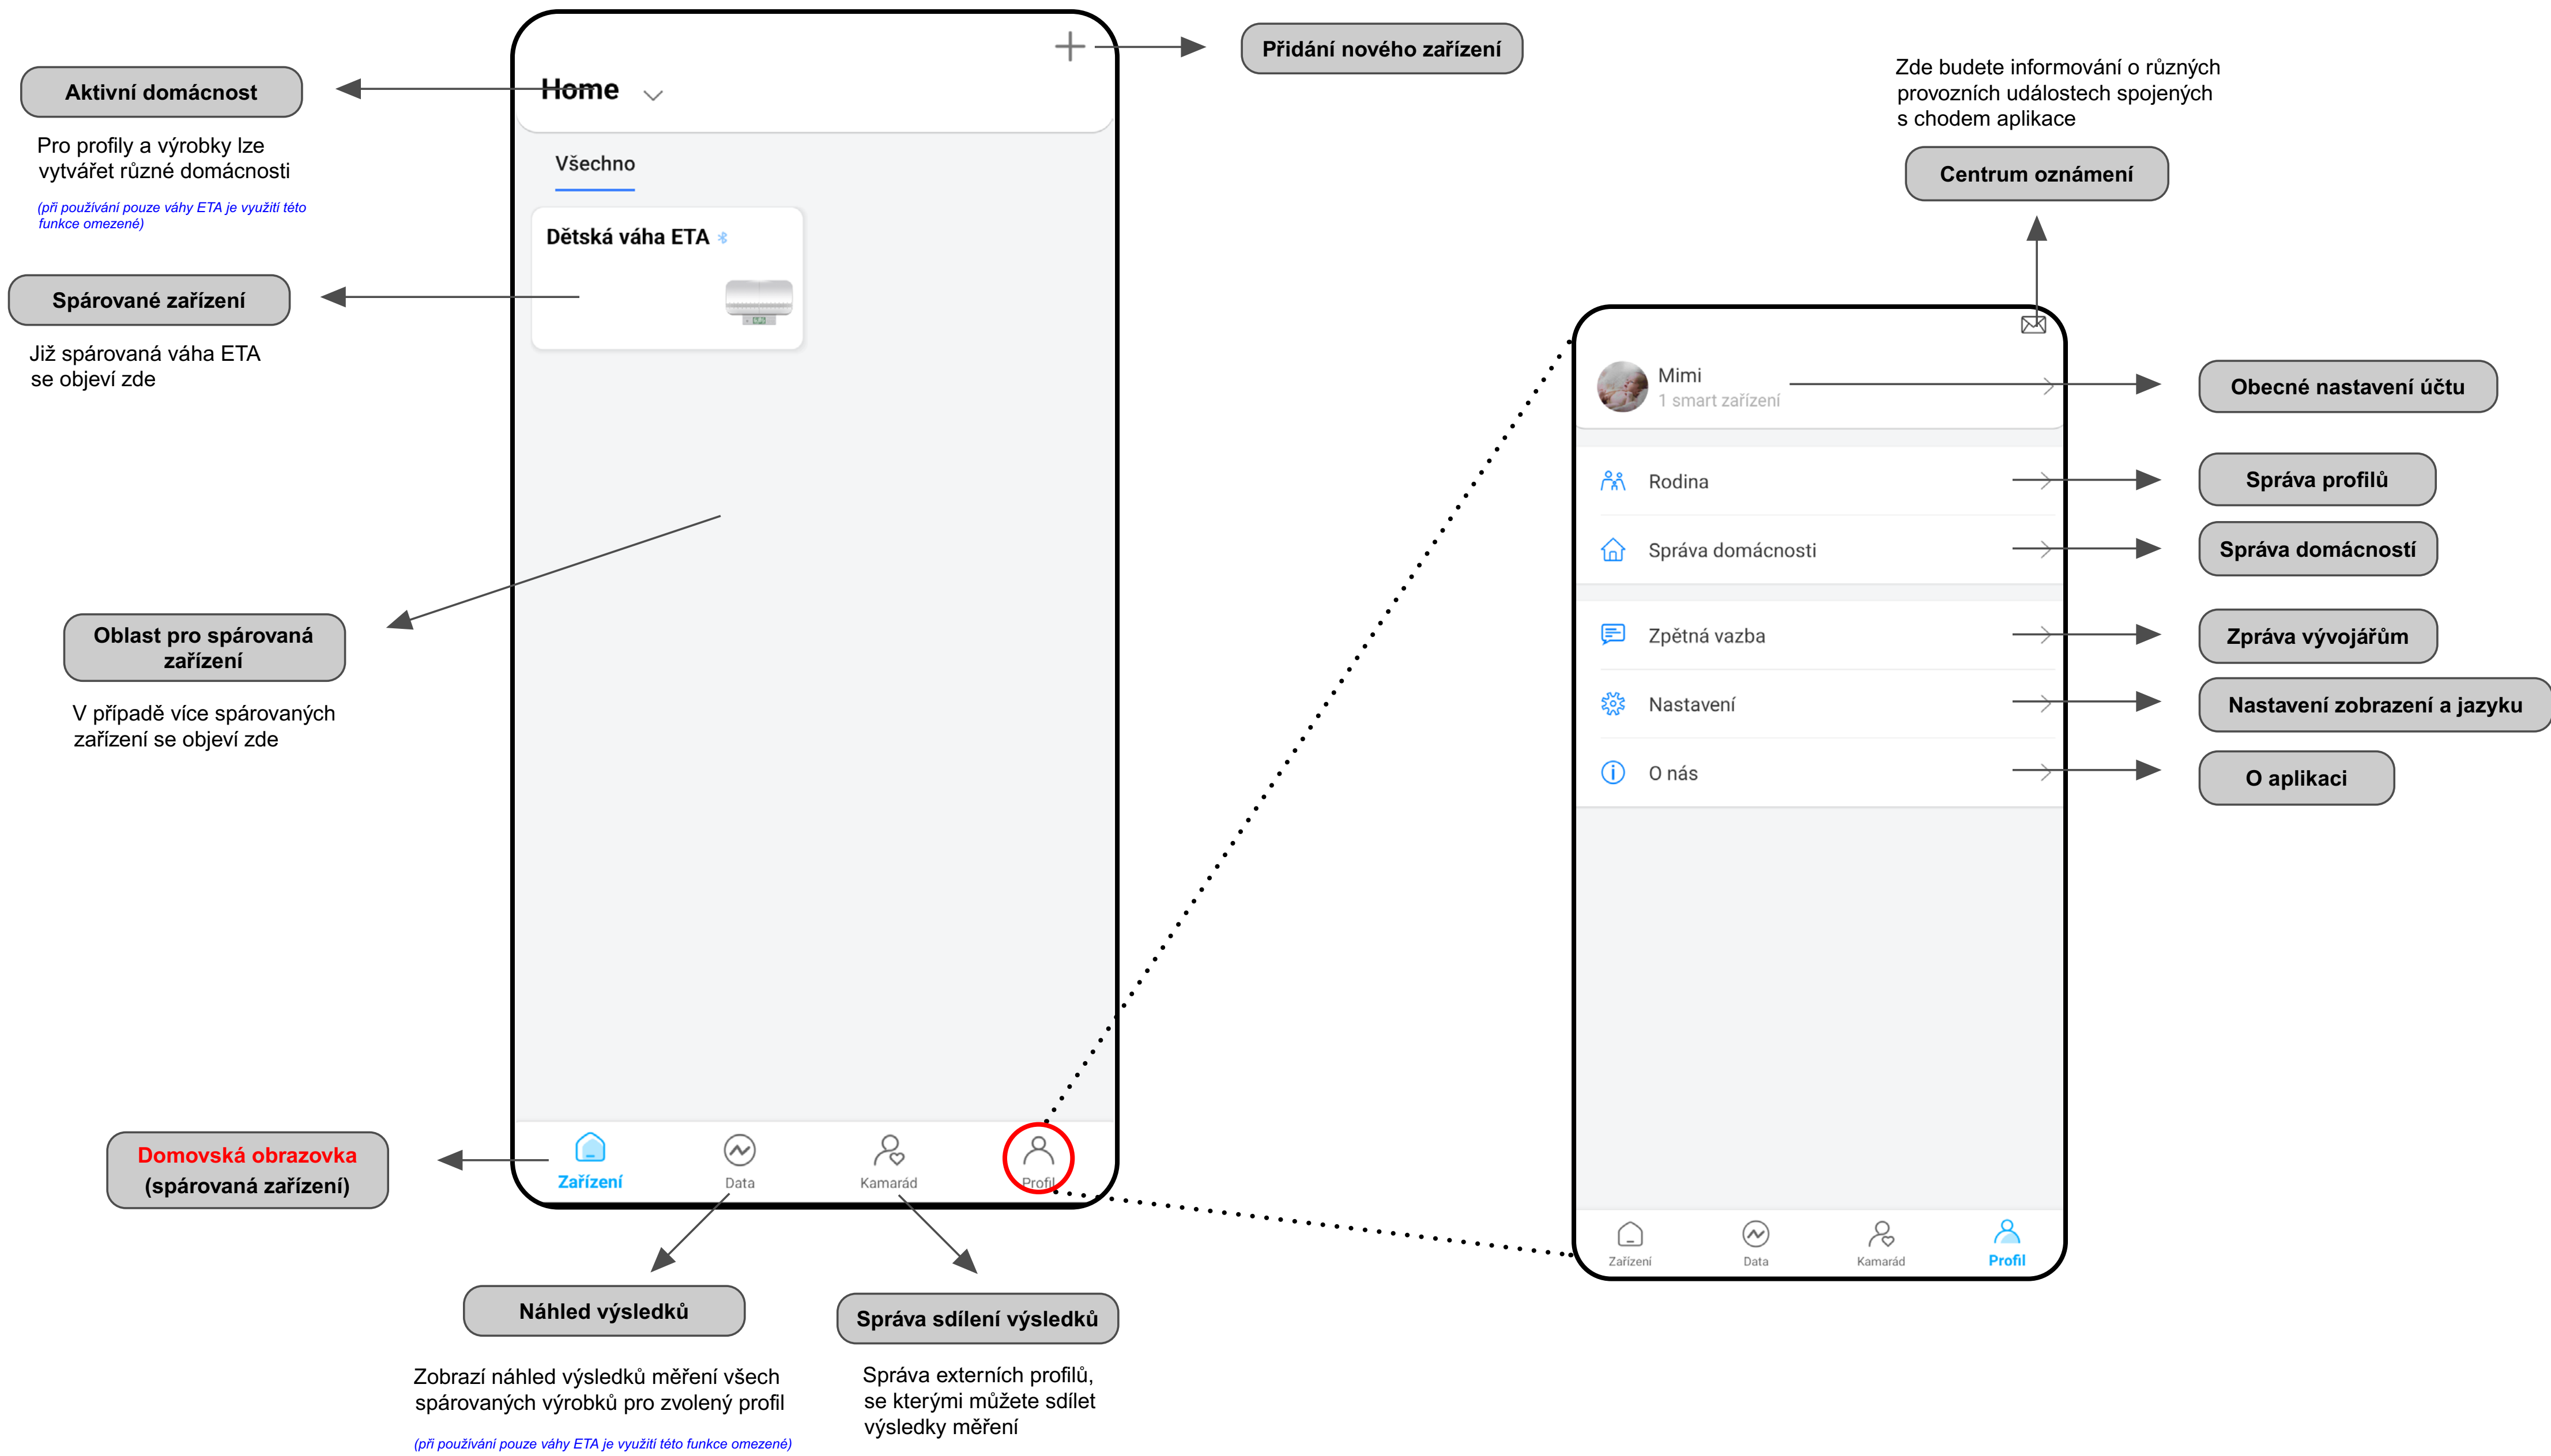 Aktivní domácnost
Pro profily a výrobky lze
vytvářet různé domácnosti
(při používání pouze váhy ETA je využití této
funkce omezené)
Spárované zařízení
Již spárovaná váha ETA
se objeví zde
Oblast pro spárovaná
zařízení
V případě více spárovaných
zařízení se objeví zde
Domovská obrazovka
(spárovaná zařízení)
Home
Všechno
Dětská váha ETA
Zařízení
Data
Kamarád
Profil
Přidání nového zařízení
Náhled výsledků
Zobrazí náhled výsledků měření všech
spárovaných výrobků pro zvolený profil
(při používání pouze váhy ETA je využití této funkce omezené)
Správa sdílení výsledků
Správa externích profilů,
se kterými můžete sdílet
výsledky měření
Zde budete informování o různých
provozních událostech spojených
s chodem aplikace
Centrum oznámení
Mimi
1 smart zařízení
Rodina
Správa domácnosti
Zpětná vazba
Nastavení
O nás
Zařízení
Data
Kamarád
Profil
Obecné nastavení účtu
Správa profilů
Správa domácností
Zpráva vývojářům
Nastavení zobrazení a jazyku
O aplikaci